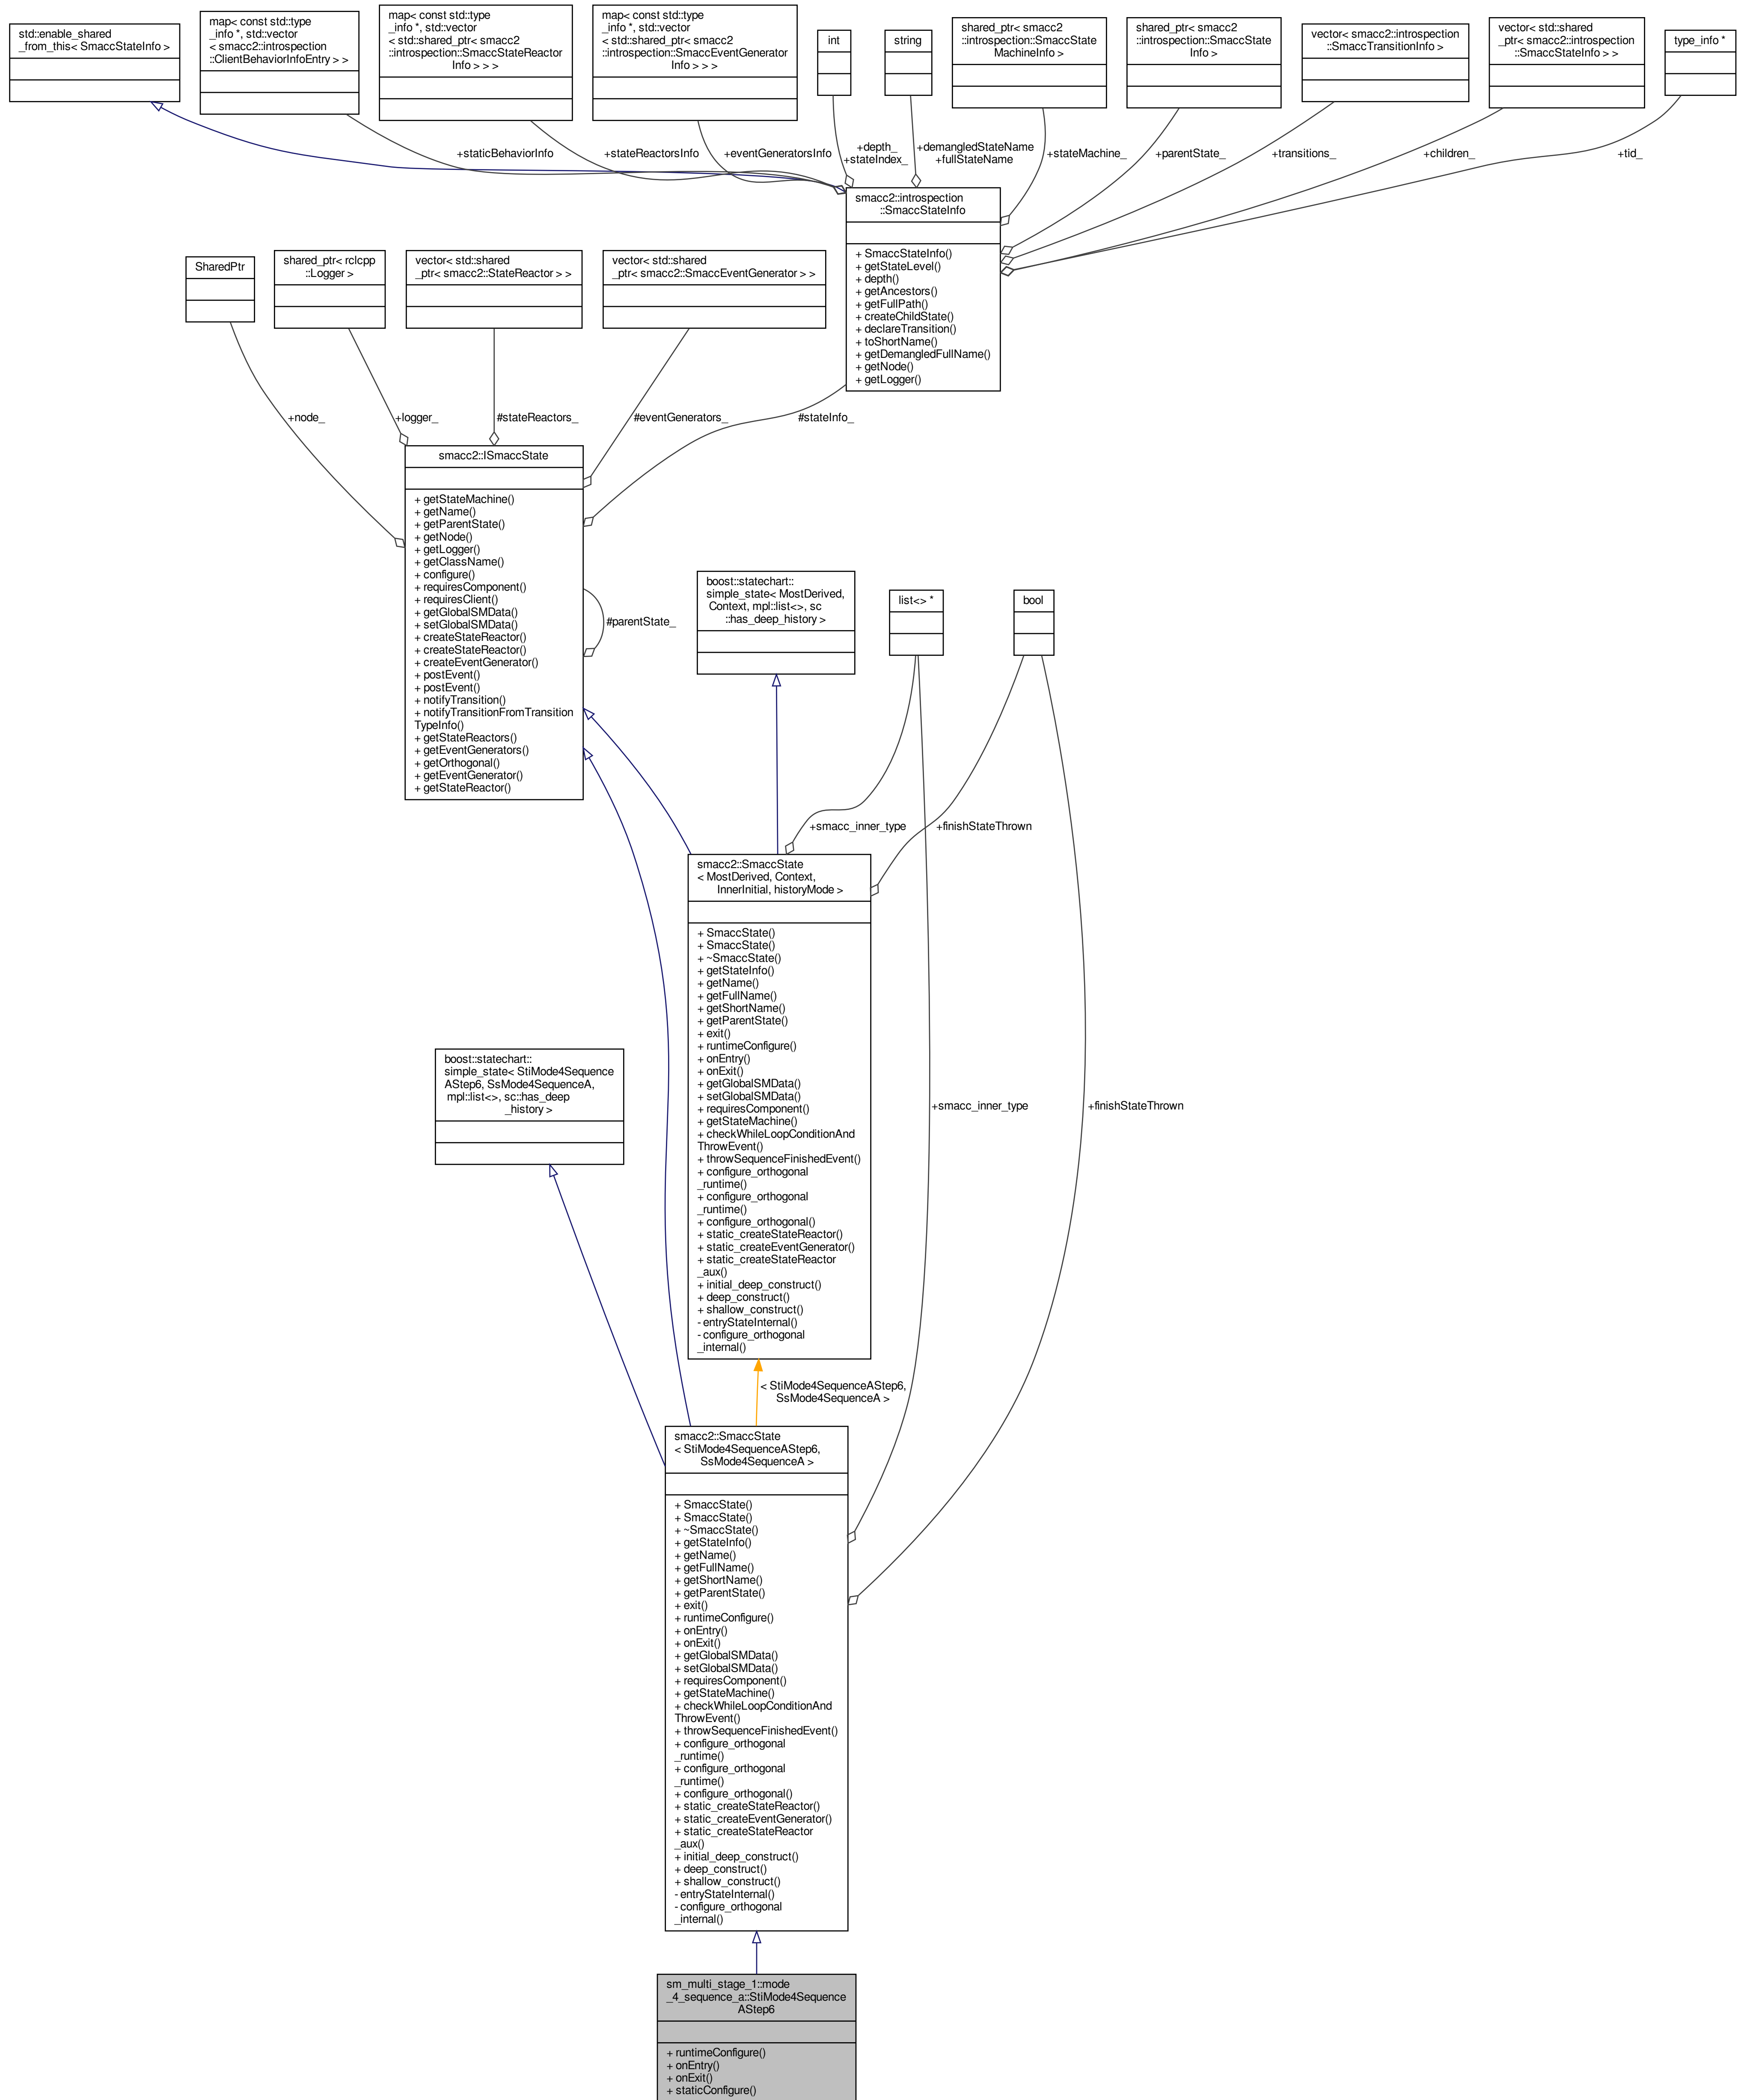 std::enable_shared
_from_this< SmaccStateInfo >
map< const std::type
_info *, std::vector
< smacc2::introspection
::ClientBehaviorInfoEntry > >
map< const std::type
_info *, std::vector
< std::shared_ptr< smacc2
::introspection::SmaccStateReactor
Info > > >
map< const std::type
_info *, std::vector
< std::shared_ptr< smacc2
::introspection::SmaccEventGenerator
Info > > >
int
string
shared_ptr< smacc2
::introspection::SmaccState
MachineInfo >
shared_ptr< smacc2
::introspection::SmaccState
Info >
vector< smacc2::introspection
::SmaccTransitionInfo >
vector< std::shared
_ptr< smacc2::introspection
::SmaccStateInfo > >
type_info *
+staticBehaviorInfo
+stateReactorsInfo
+eventGeneratorsInfo
+depth_
+stateIndex_
+demangledStateName
+fullStateName
+stateMachine_
+parentState_
+transitions_
+children_
+tid_
smacc2::introspection
::SmaccStateInfo
+ SmaccStateInfo()
+ getStateLevel()
+ depth()
+ getAncestors()
+ getFullPath()
+ createChildState()
+ declareTransition()
+ toShortName()
+ getDemangledFullName()
+ getNode()
+ getLogger()
SharedPtr
shared_ptr< rclcpp
::Logger >
vector< std::shared
_ptr< smacc2::StateReactor > >
vector< std::shared
_ptr< smacc2::SmaccEventGenerator > >
+node_
+logger_
#stateReactors_
#eventGenerators_
#stateInfo_
smacc2::ISmaccState
+ getStateMachine()
+ getName()
+ getParentState()
+ getNode()
+ getLogger()
+ getClassName()
+ configure()
+ requiresComponent()
+ requiresClient()
+ getGlobalSMData()
+ setGlobalSMData()
+ createStateReactor()
+ createStateReactor()
+ createEventGenerator()
+ postEvent()
+ postEvent()
+ notifyTransition()
+ notifyTransitionFromTransition
TypeInfo()
+ getStateReactors()
+ getEventGenerators()
+ getOrthogonal()
+ getEventGenerator()
+ getStateReactor()
#parentState_
boost::statechart::
simple_state< MostDerived,
Context, mpl::list<>, sc
::has_deep_history >
list<> *
bool
+smacc_inner_type
+finishStateThrown
smacc2::SmaccState
< MostDerived, Context,
InnerInitial, historyMode >
+ SmaccState()
+ SmaccState()
+ ~SmaccState()
+ getStateInfo()
+ getName()
+ getFullName()
+ getShortName()
+ getParentState()
+ exit()
+ runtimeConfigure()
+ onEntry()
+ onExit()
+ getGlobalSMData()
+ setGlobalSMData()
+ requiresComponent()
+ getStateMachine()
+ checkWhileLoopConditionAnd
ThrowEvent()
+ throwSequenceFinishedEvent()
+ configure_orthogonal
_runtime()
+ configure_orthogonal
_runtime()
+ configure_orthogonal()
+ static_createStateReactor()
+ static_createEventGenerator()
+ static_createStateReactor
_aux()
+ initial_deep_construct()
+ deep_construct()
+ shallow_construct()
- entryStateInternal()
- configure_orthogonal
_internal()
boost::statechart::
simple_state< StiMode4Sequence
AStep6, SsMode4SequenceA,
mpl::list<>, sc::has_deep
_history >
+smacc_inner_type
+finishStateThrown
< StiMode4SequenceAStep6,
SsMode4SequenceA >
smacc2::SmaccState
< StiMode4SequenceAStep6,
SsMode4SequenceA >
+ SmaccState()
+ SmaccState()
+ ~SmaccState()
+ getStateInfo()
+ getName()
+ getFullName()
+ getShortName()
+ getParentState()
+ exit()
+ runtimeConfigure()
+ onEntry()
+ onExit()
+ getGlobalSMData()
+ setGlobalSMData()
+ requiresComponent()
+ getStateMachine()
+ checkWhileLoopConditionAnd
ThrowEvent()
+ throwSequenceFinishedEvent()
+ configure_orthogonal
_runtime()
+ configure_orthogonal
_runtime()
+ configure_orthogonal()
+ static_createStateReactor()
+ static_createEventGenerator()
+ static_createStateReactor
_aux()
+ initial_deep_construct()
+ deep_construct()
+ shallow_construct()
- entryStateInternal()
- configure_orthogonal
_internal()
sm_multi_stage_1::mode
_4_sequence_a::StiMode4Sequence
AStep6
+ runtimeConfigure()
+ onEntry()
+ onExit()
+ staticConfigure()